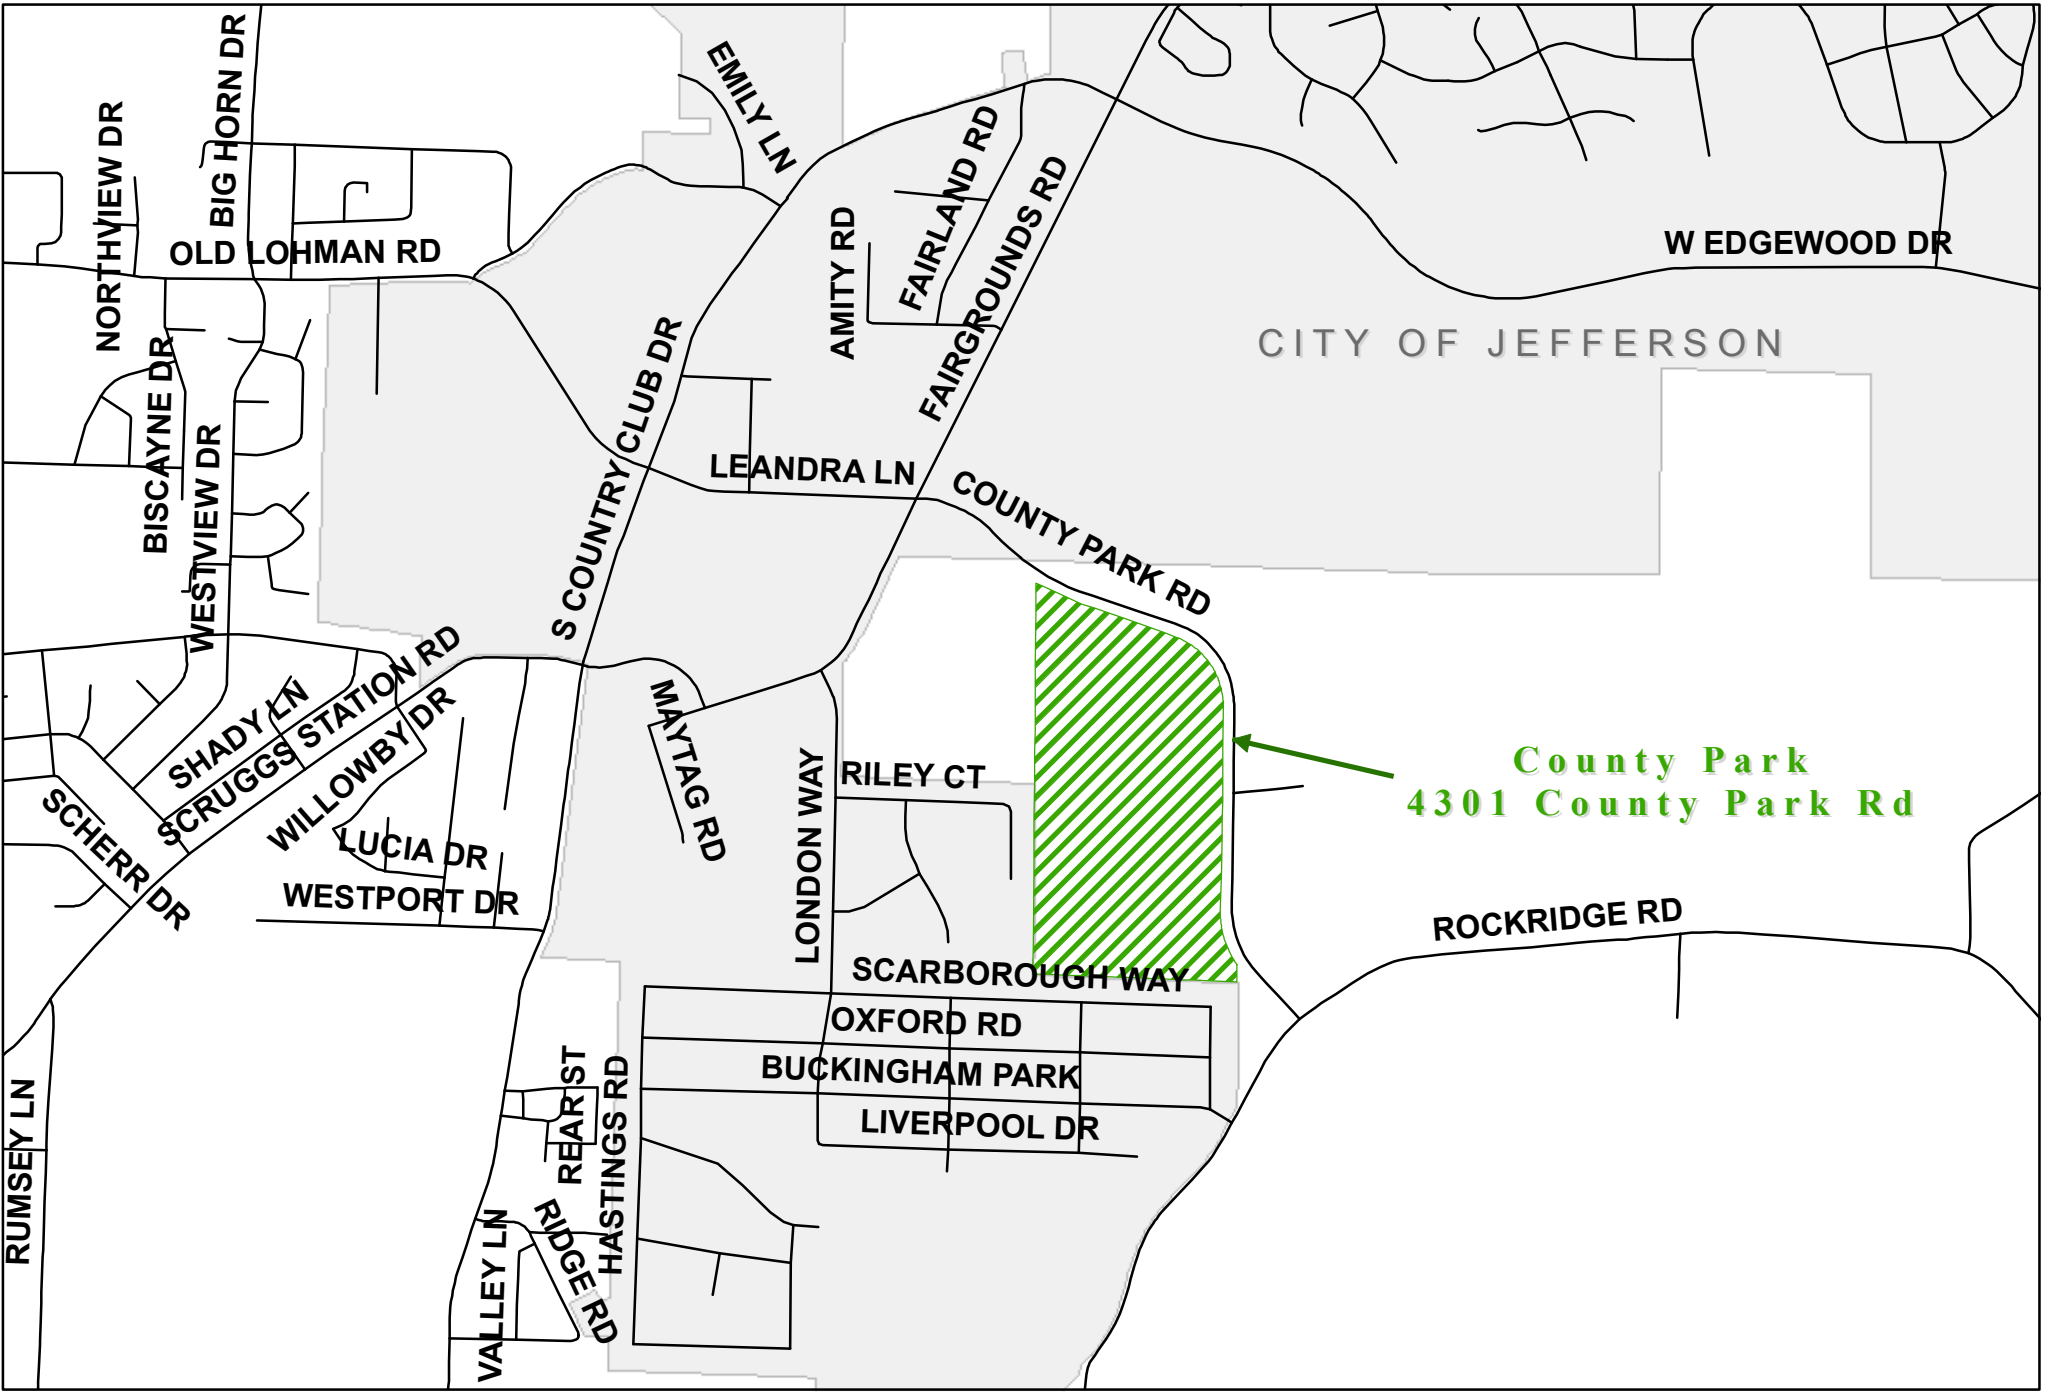 BIG HORN DR
EMILY LN
NORTHVIEW DR
FAIRLAND RD
FAIRGROUNDS RD
AMITY RD
OLD LOHMAN RD
W EDGEWOOD DR
CITY OF JEFFERSON
S COUNTRY CLUB DR
BISCAYNE DR
WESTVIEW DR
LEANDRA LN
COUNTY PARK RD
SHADY LN
SCRUGGS STATION RD
WILLOWBY DR
MAYTAG RD
LONDON WAY
RILEY CT
County Park
4301 County Park Rd
SCHERR DR
LUCIA DR
WESTPORT DR
ROCKRIDGE RD
SCARBOROUGH WAY
OXFORD RD
BUCKINGHAM PARK
LIVERPOOL DR
REAR ST
HASTINGS RD
RUMSEY LN
VALLEY LN
RIDGE RD